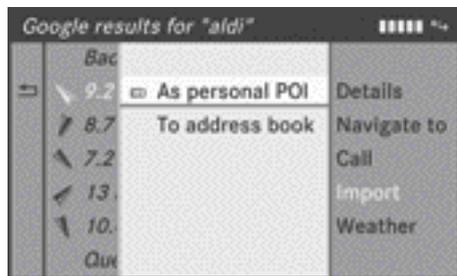 Google results for "aldi"
Bac
9.2 As personal POI Details
8.7 To address book Navigate to
7.2 Call
13 Import
10. Weather
Que